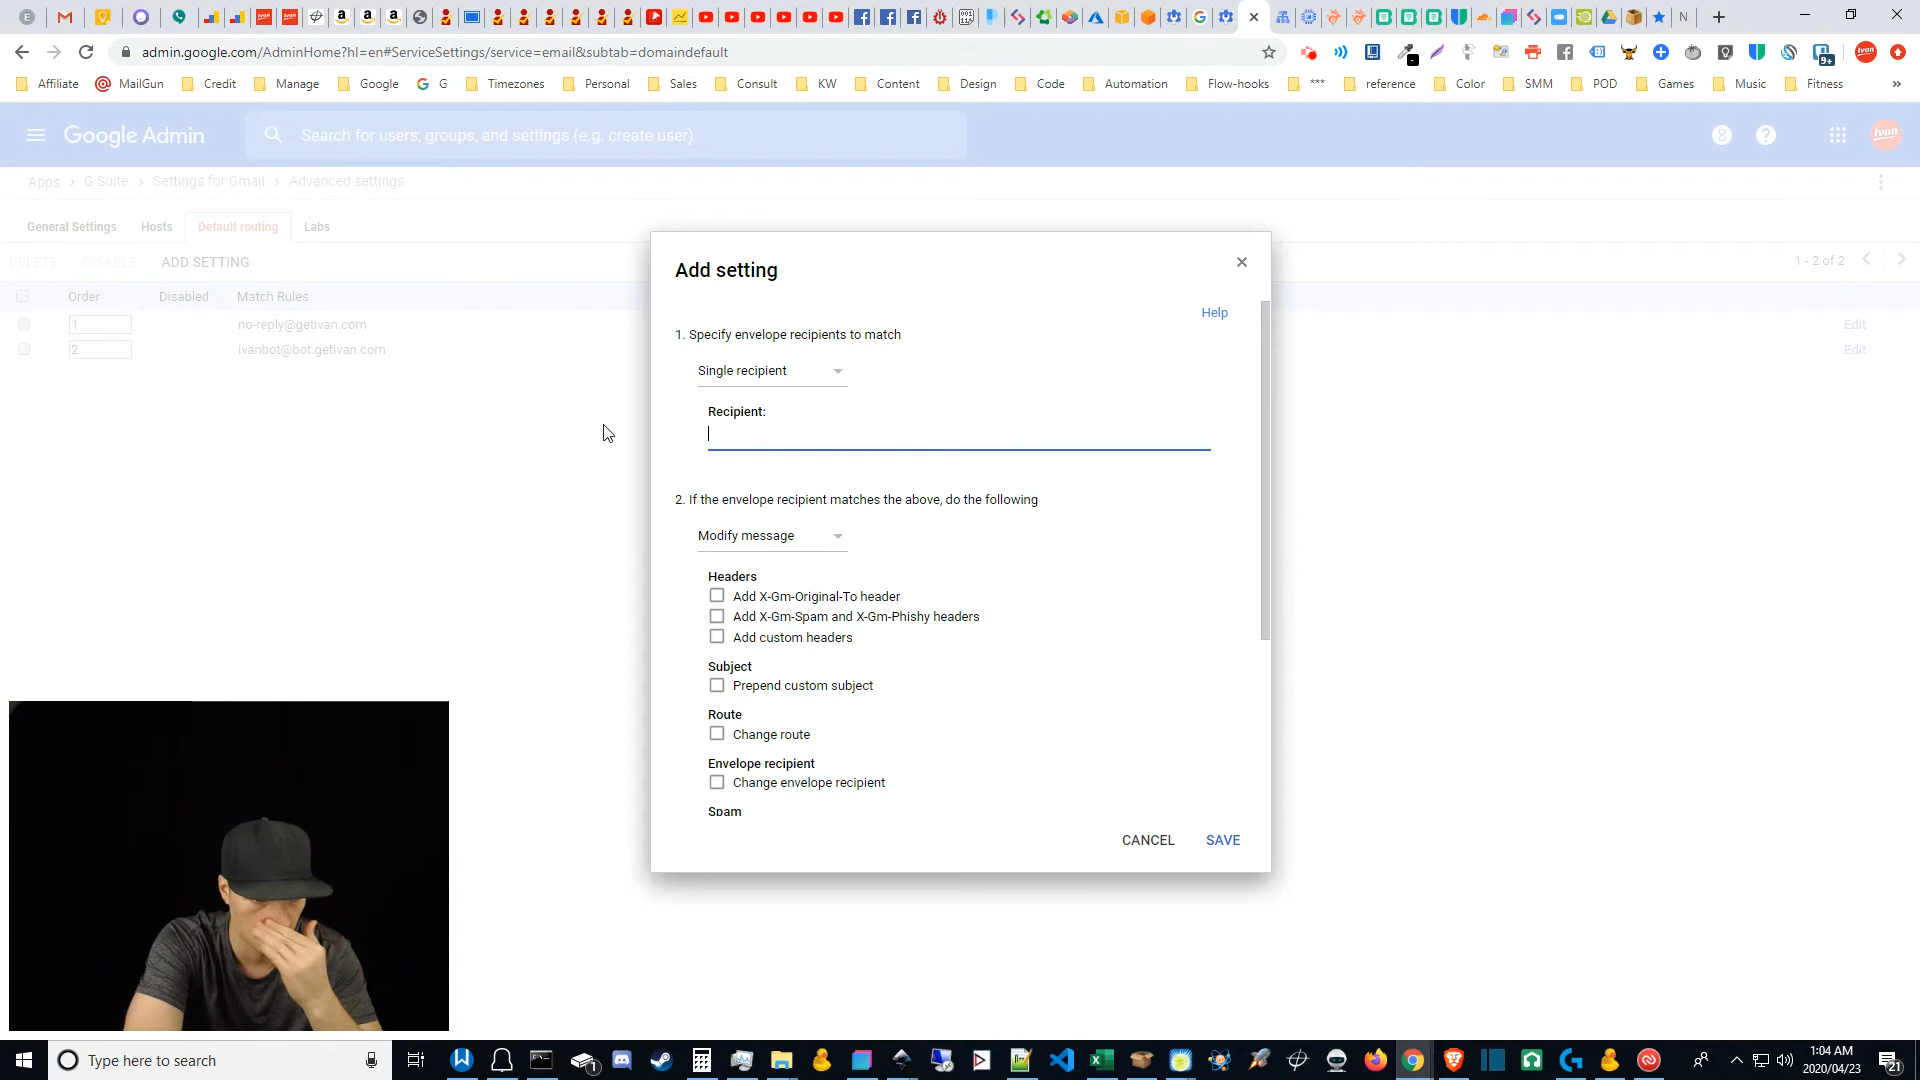 admin.google.com/AdminHome?hl=en#ServiceSettings/service=email&subtab=domaindefault
Affiliate MailGun Credit Manage Google G Timezones Personal Sales Consult KW Content Design Code Automation Flow-hooks *** reference Color SMM POD Games Music Fitness »
Google Admin Search for users, groups, and settings (e.g. create user)
Apps > G Suite > Settings for Gmail > Advanced settings
General Settings Hosts Default routing Labs
DELETE DISABLE ADD SETTING 1 - 2 of 2
Order Disabled Match Rules
1 no-reply@getivan.com Edit
2 ivanbot@bot.getivan.com Edit
Add setting
Help
1. Specify envelope recipients to match
Single recipient
Recipient:
2. If the envelope recipient matches the above, do the following
Modify message
Headers
Add X-Gm-Original-To header
Add X-Gm-Spam and X-Gm-Phishy headers
Add custom headers
Subject
Prepend custom subject
Route
Change route
Envelope recipient
Change envelope recipient
Spam
CANCEL SAVE
Type here to search
1:04 AM
2020/04/23
21